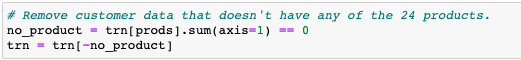 # Remove customer data that doesn't have any of the 24 products.
no_product = trn[prods].sum(axis=1) == 0
trn = trn[~no_product]